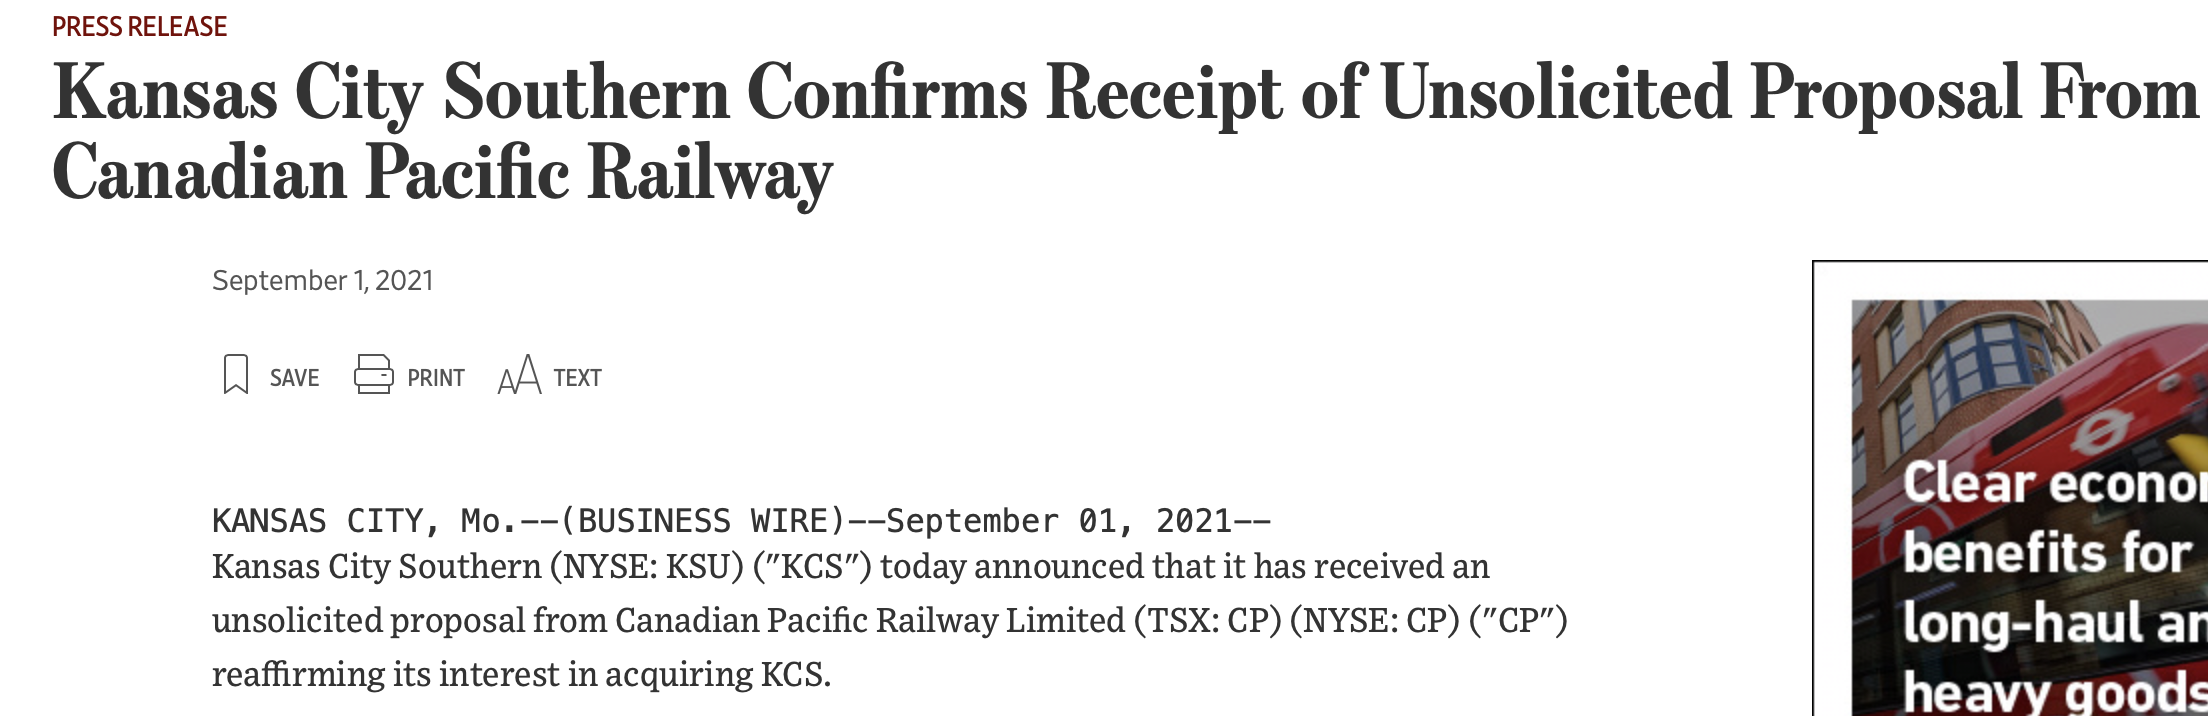 PRESS RELEASE
Kansas City Southern Confirms Receipt of Unsolicited Proposal From
Canadian Pacific Railway
September 1, 2021
SAVE PRINT TEXT
KANSAS CITY, Mo.--(BUSINESS WIRE)--September 01, 2021--
Kansas City Southern (NYSE: KSU) ("KCS") today announced that it has received an
unsolicited proposal from Canadian Pacific Railway Limited (TSX: CP) (NYSE: CP) ("CP")
reaffirming its interest in acquiring KCS.
Clear
benefits for
long-haul
heavy goods